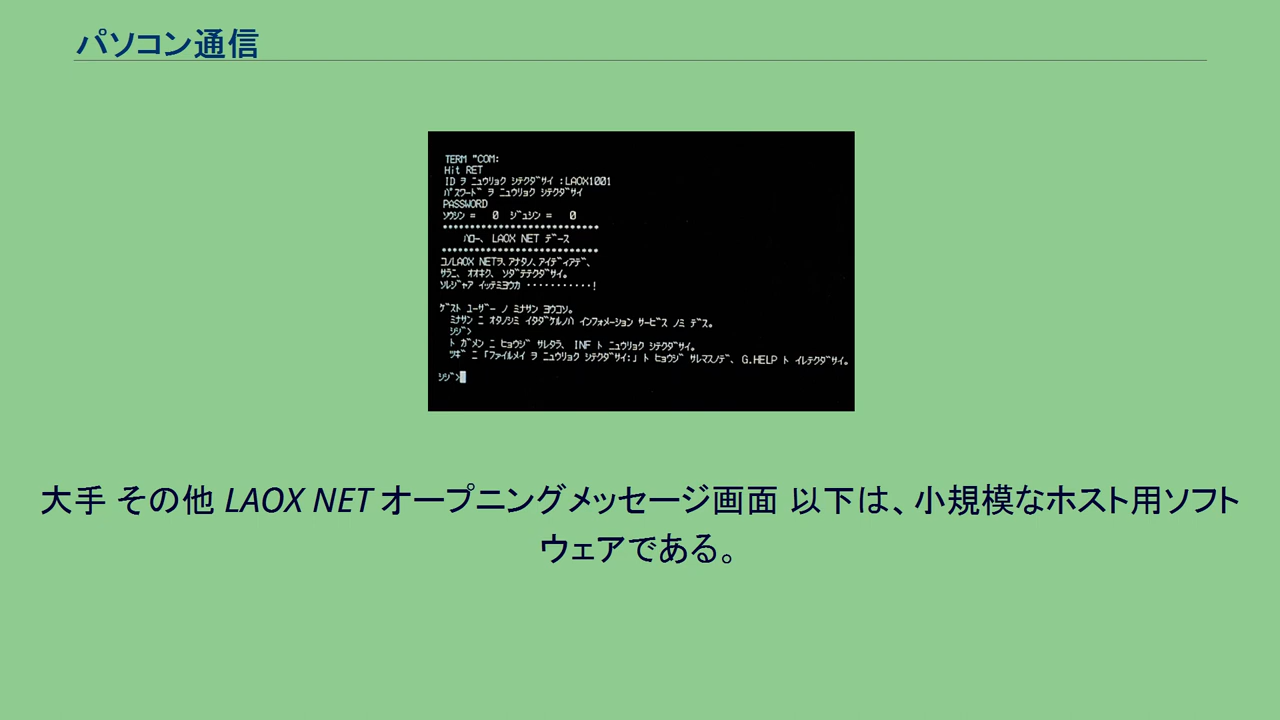 パソコン通信
TERM "COM:
Hit RET
ID ヲ ニュウリョク シテクダサイ :LAOX1001
パスワード ヲ ニュウリョク シテクダサイ
PASSWORD
ソウシン = 0 ジュシン = 0
****************************
ハロー、 LAOX NET デース
****************************
コノLAOX NETヲ、アナタノ、アイディアデ、
サラニ、 オオキク、 ソダテテクダサイ。
ソレジャア イッテミヨウカ ・・・・・・・・・・・!
ゲスト ユーザー ノ ミナサン ヨウコソ。
ミナサン ニ オタノシミ イタダケルノハ インフォメーション サービス ノミ デス。
シジ>
ト ガメン ニ ヒョウジ サレタラ、 INF ト ニュウリョク シテクダサイ。
ツギ ニ 「ファイルメイ ヲ ニュウリョク シテクダサイ:」 ト ヒョウジ サレマスノデ、 G.HELP ト イレテクダサイ。
シジ>
大手 その他 LAOX NET オープニングメッセージ画面 以下は、小規模なホスト用ソフト
ウェアである。